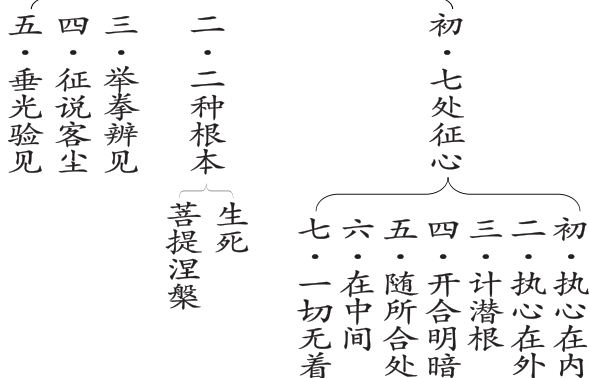 初·七处征心
初·执心在内
二·执心在外
三·计潜根
四·开合明暗
五·随所合处
六·在中间
七·一切无着
二·二种根本
生死
菩提涅槃
三·举拳辨见
四·征说客尘
五·垂光验见